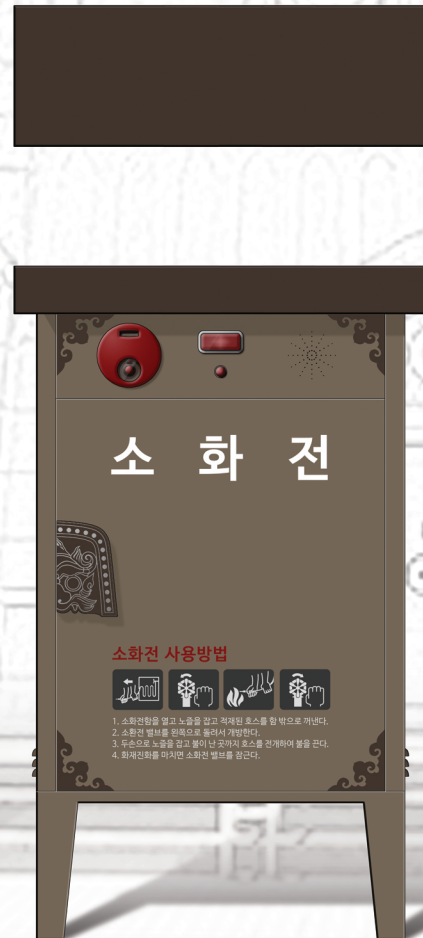 소 화 전
소화전 사용방법
1. 소화전함을 열고 노즐을 잡고 적재된 호스를 함 밖으로 꺼낸다.
2. 소환전 밸브를 왼쪽으로 돌려서 개방한다.
3. 두손으로 노즐을 잡고 불이 난 곳까지 호스를 전개하여 불을 끈다.
4. 화재진화를 마치면 소화전 밸브를 잠근다.